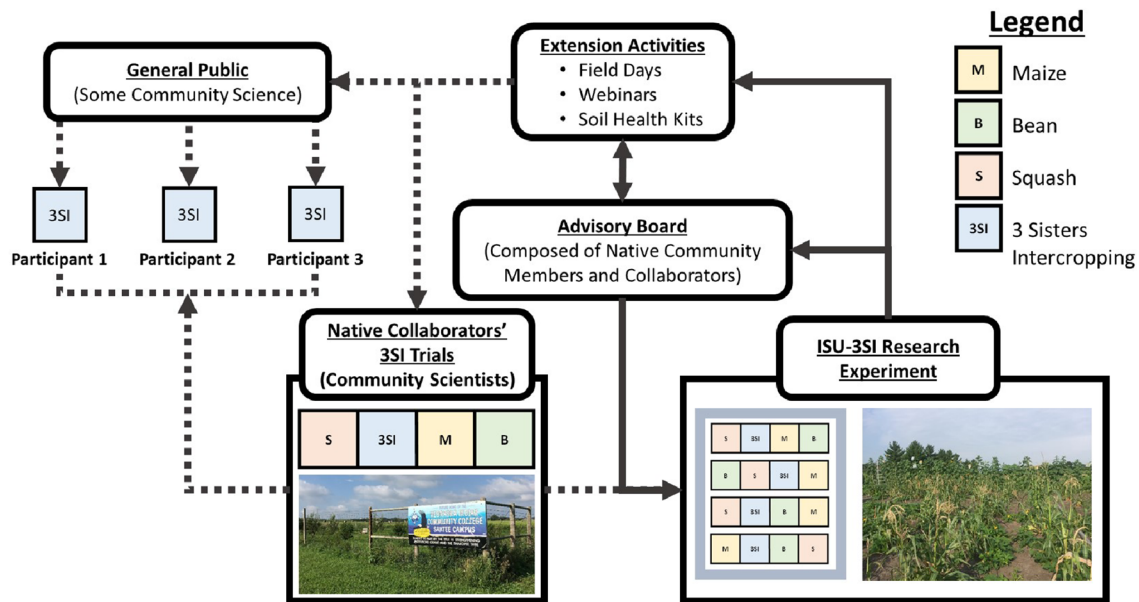 General Public
(Some Community Science)
Extension Activities
• Field Days
• Webinars
• Soil Health Kits
Legend
M Maize
B Bean
S Squash
3SI 3 Sisters
Intercropping
3SI 3SI 3SI
Participant 1 Participant 2 Participant 3
Advisory Board
(Composed of Native Community
Members and Collaborators)
Native Collaborators'
3SI Trials
(Community Scientists)
S 3SI M B
COMMUNITY COLLEGE
SANTEE CAMPUS
ISU-3SI Research
Experiment
S 3SI M B
B S 3SI M
S 3SI B M
M 3SI B S